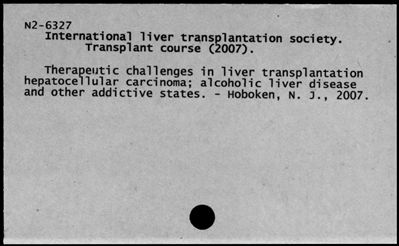 N2-6327
International liver transplantation society.
Transplant course (2007).
Therapeutic challenges in liver transplantation
hepatocellular carcinoma; alcoholic liver disease
and other addictive states. - Hoboken, N. J., 2007.